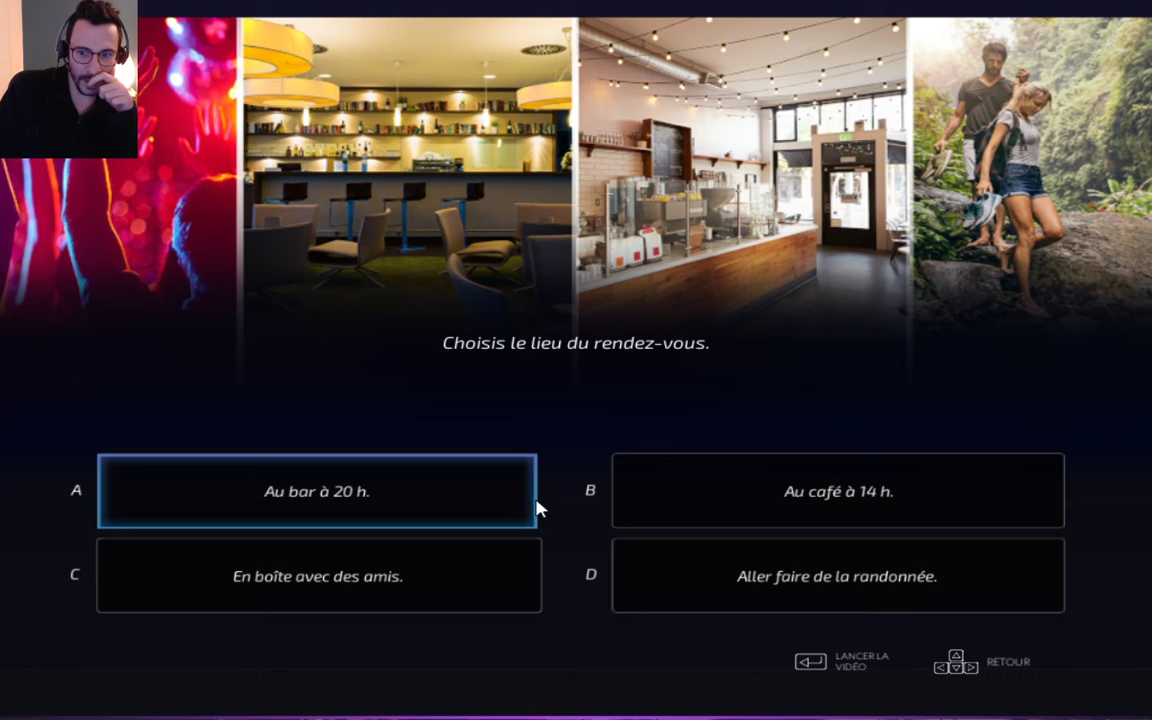 Choisis le lieu du rendez-vous.
A
Au bar à 20 h.
B
Au café à 14 h.
C
En boîte avec des amis.
D
Aller faire de la randonnée.
LANCER LA
VIDÉO
RETOUR